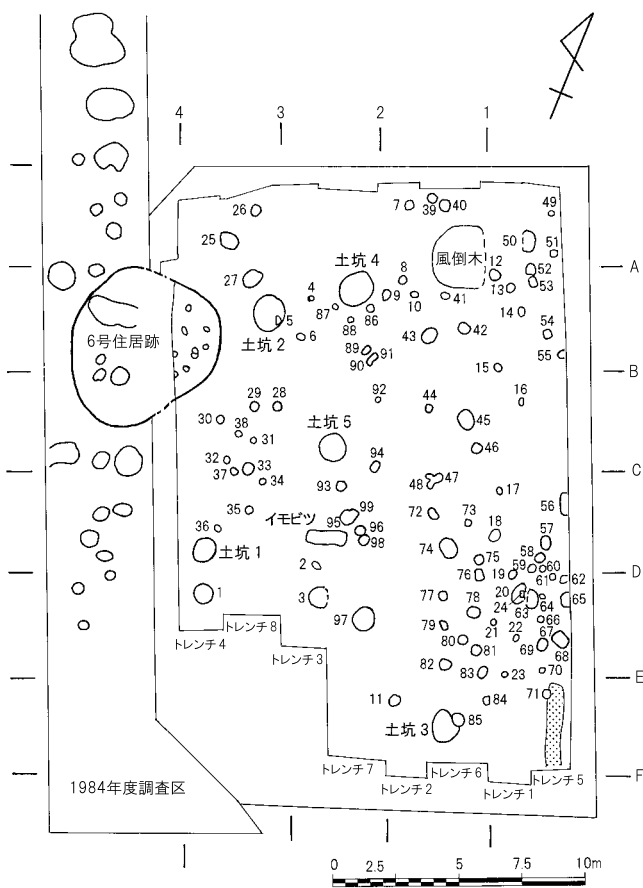 4 3 2 1
7 39 40 49
26
25 50 51
風倒木
A A
27 土坑 4 8 12 52
4 9 10 41 13 53
5 87 86 14
88 42 54
6号住居跡 土坑 2 6 43
89 91 55
90 15
B
29 28 92 44 16
30 38 45
31 土坑 5
32 33 94 46
C
37 34 48 47
93 17
35 99 72 73 56
イモビツ 95 96 18
36 98 74 57
土坑 1 75 58
2 76 19 59 60
D
61 62
1 3 77 78 20 65
24 63 64
97 79 21 22 66
80 67
トレンチ4 トレンチ8 81 69 68
トレンチ3 82 83 23 70
E
11 84 71
土坑 3 85
トレンチ7 トレンチ6 トレンチ5
トレンチ2 トレンチ1
F
1984年度調査区
0 2.5 5 7.5 10m